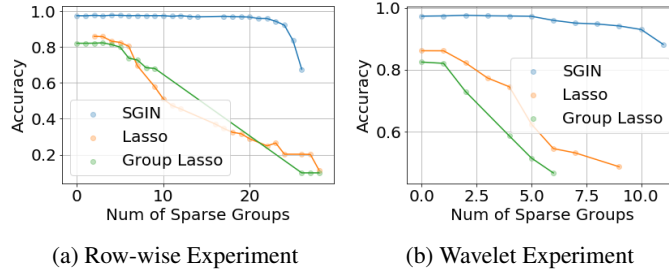 1.0
0.8
0.6
0.4
0.2
Accuracy
SGIN
Lasso
Group Lasso
0
10
20
Num of Sparse Groups
(a) Row-wise Experiment
1.0
0.8
0.6
Accuracy
SGIN
Lasso
Group Lasso
0.0
2.5
5.0
7.5
10.0
Num of Sparse Groups
(b) Wavelet Experiment